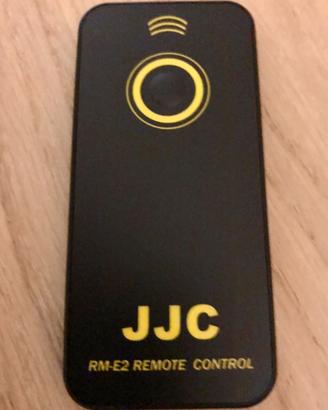 JJC
RM-E2 REMOTE CONTROL